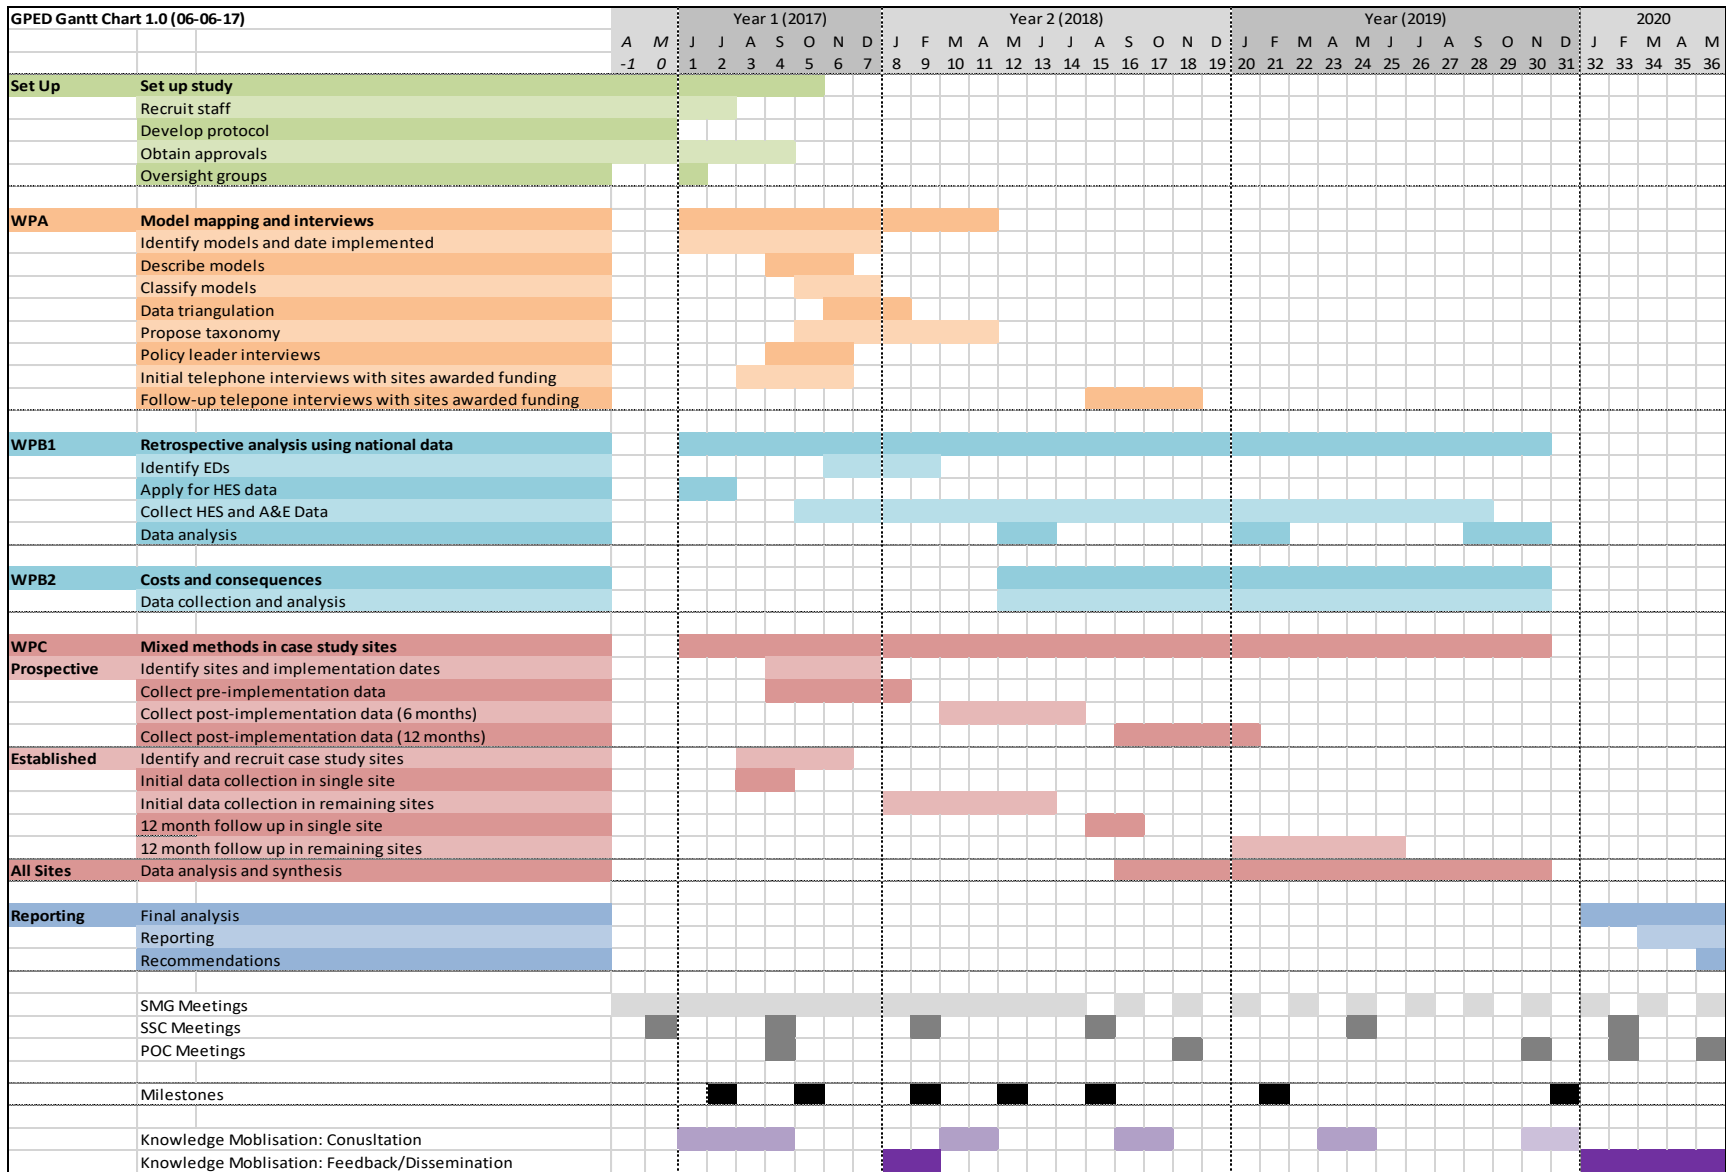 GPED Gantt Chart 1.0 (06-06-17) Year 1 (2017) Year 2 (2018) Year (2019) 2020
A M J J A S O N D J F M A M J J A S O N D J F M A M J J A S O N D J F M A M
-1 0 1 2 3 4 5 6 7 8 9 10 11 12 13 14 15 16 17 18 19 20 21 22 23 24 25 26 27 28 29 30 31 32 33 34 35 36
Set Up Set up study
Recruit staff
Develop protocol
Obtain approvals
Oversight groups
WPA Model mapping and interviews
Identify models and date implemented
Describe models
Classify models
Data triangulation
Propose taxonomy
Policy leader interviews
Initial telephone interviews with sites awarded funding
Follow-up telepone interviews with sites awarded funding
WPB1 Retrospective analysis using national data
Identify EDs
Apply for HES data
Collect HES and A&E Data
Data analysis
WPB2 Costs and consequences
Data collection and analysis
WPC Mixed methods in case study sites
Prospective Identify sites and implementation dates
Collect pre-implementation data
Collect post-implementation data (6 months)
Collect post-implementation data (12 months)
Established Identify and recruit case study sites
Initial data collection in single site
Initial data collection in remaining sites
12 month follow up in single site
12 month follow up in remaining sites
All Sites Data analysis and synthesis
Reporting Final analysis
Reporting
Recommendations
SMG Meetings
SSC Meetings
POC Meetings
Milestones
Knowledge Moblisation: Conusltation
Knowledge Moblisation: Feedback/Dissemination